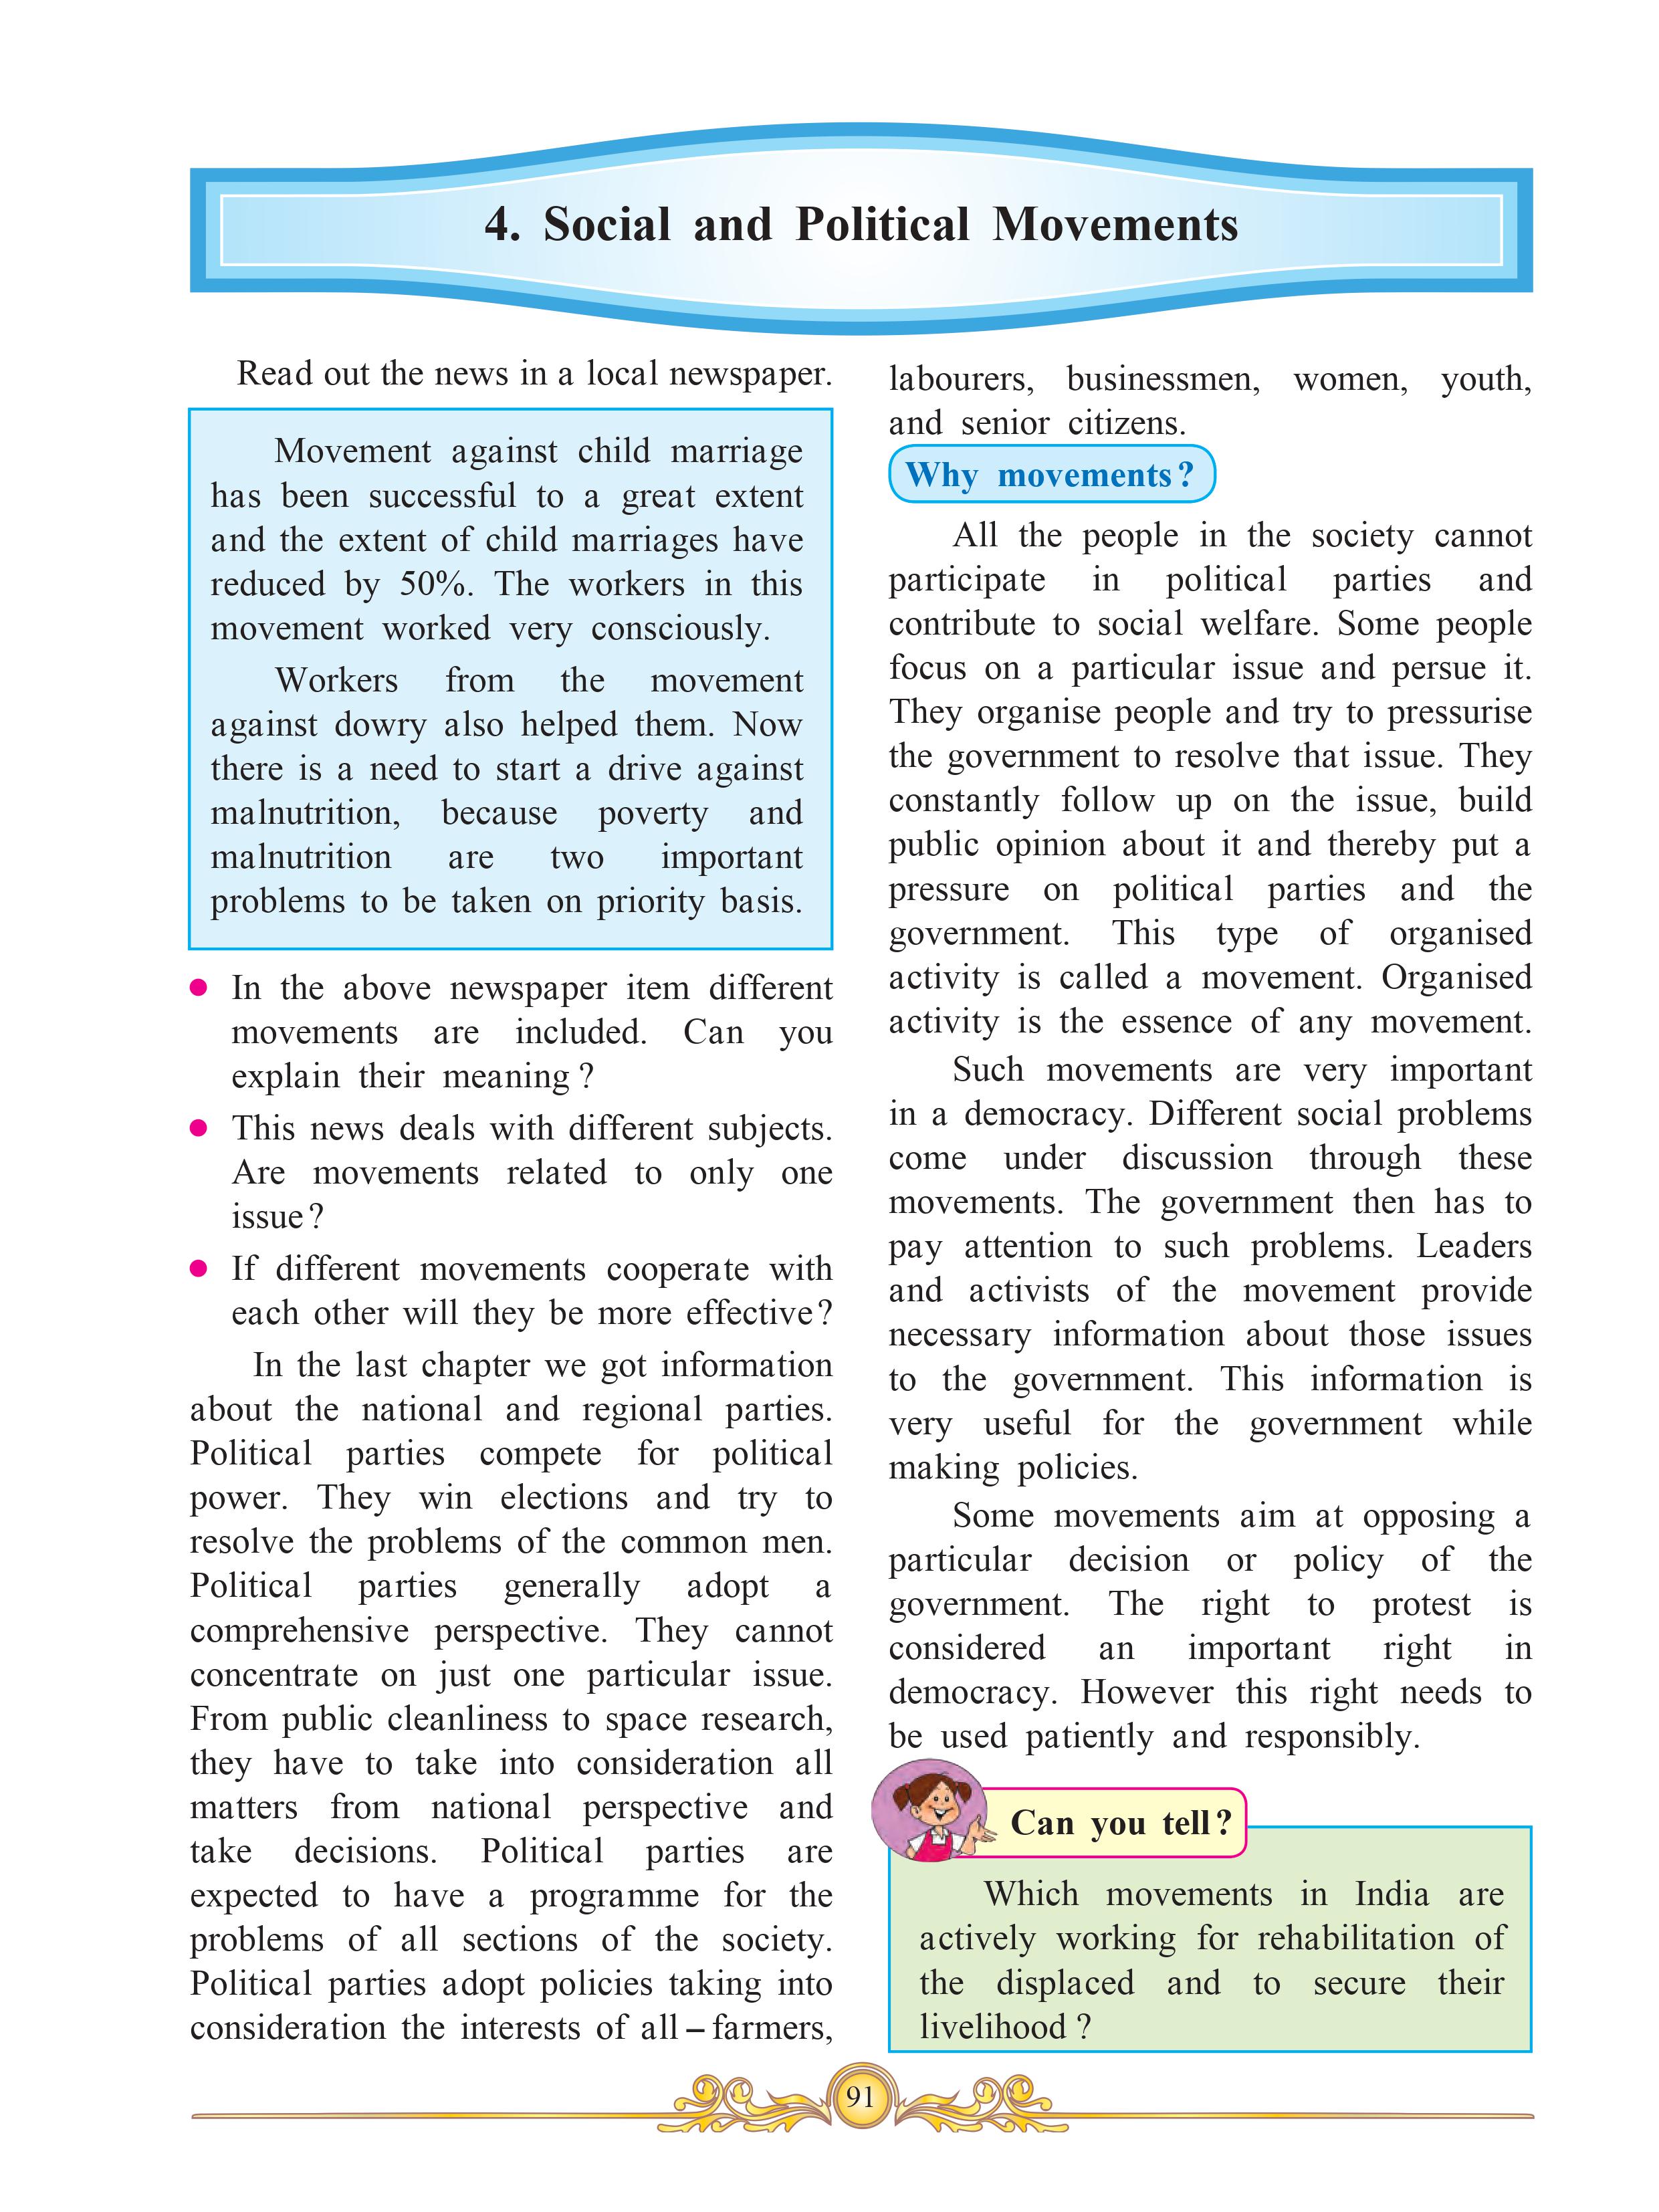 4. Social and Political Movements
Read out the news in a local newspaper.
Movement against child marriage
has been successful to a great extent
and the extent of child marriages have
reduced by 50%. The workers in this
movement worked very consciously.
Workers from the movement
against dowry also helped them. Now
there is a need to start a drive against
malnutrition, because poverty and
malnutrition are two important
problems to be taken on priority basis.
● In the above newspaper item different
movements are included. Can you
explain their meaning ?
● This news deals with different subjects.
Are movements related to only one
issue ?
● If different movements cooperate with
each other will they be more effective ?
In the last chapter we got information
about the national and regional parties.
Political parties compete for political
power. They win elections and try to
resolve the problems of the common men.
Political parties generally adopt a
comprehensive perspective. They cannot
concentrate on just one particular issue.
From public cleanliness to space research,
they have to take into consideration all
matters from national perspective and
take decisions. Political parties are
expected to have a programme for the
problems of all sections of the society.
Political parties adopt policies taking into
consideration the interests of all – farmers,
labourers, businessmen, women, youth,
and senior citizens.
Why movements ?
All the people in the society cannot
participate in political parties and
contribute to social welfare. Some people
focus on a particular issue and persue it.
They organise people and try to pressurise
the government to resolve that issue. They
constantly follow up on the issue, build
public opinion about it and thereby put a
pressure on political parties and the
government. This type of organised
activity is called a movement. Organised
activity is the essence of any movement.
Such movements are very important
in a democracy. Different social problems
come under discussion through these
movements. The government then has to
pay attention to such problems. Leaders
and activists of the movement provide
necessary information about those issues
to the government. This information is
very useful for the government while
making policies.
Some movements aim at opposing a
particular decision or policy of the
government. The right to protest is
considered an important right in
democracy. However this right needs to
be used patiently and responsibly.
Can you tell ?
Which movements in India are
actively working for rehabilitation of
the displaced and to secure their
livelihood ?
91